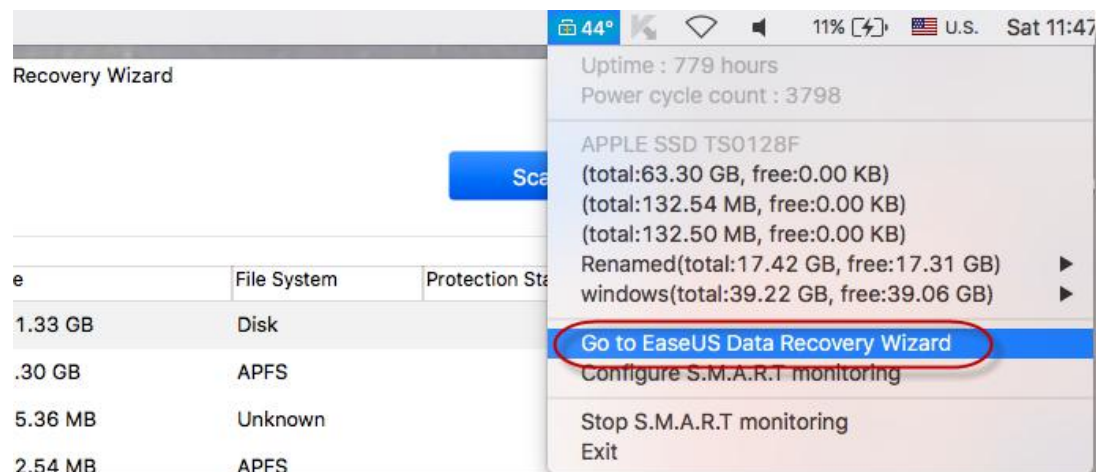 44° 11% U.S. Sat 11:47
Recovery Wizard
Uptime : 779 hours
Power cycle count : 3798
APPLE SSD TS0128F
(total:63.30 GB, free:0.00 KB)
(total:132.54 MB, free:0.00 KB)
(total:132.50 MB, free:0.00 KB)
Renamed(total:17.42 GB, free:17.31 GB)
windows(total:39.22 GB, free:39.06 GB)
Go to EaseUS Data Recovery Wizard
Configure S.M.A.R.T monitoring
Stop S.M.A.R.T monitoring
Exit
Sca
e File System Protection Sta
1.33 GB Disk
.30 GB APFS
5.36 MB Unknown
2.54 MB APFS